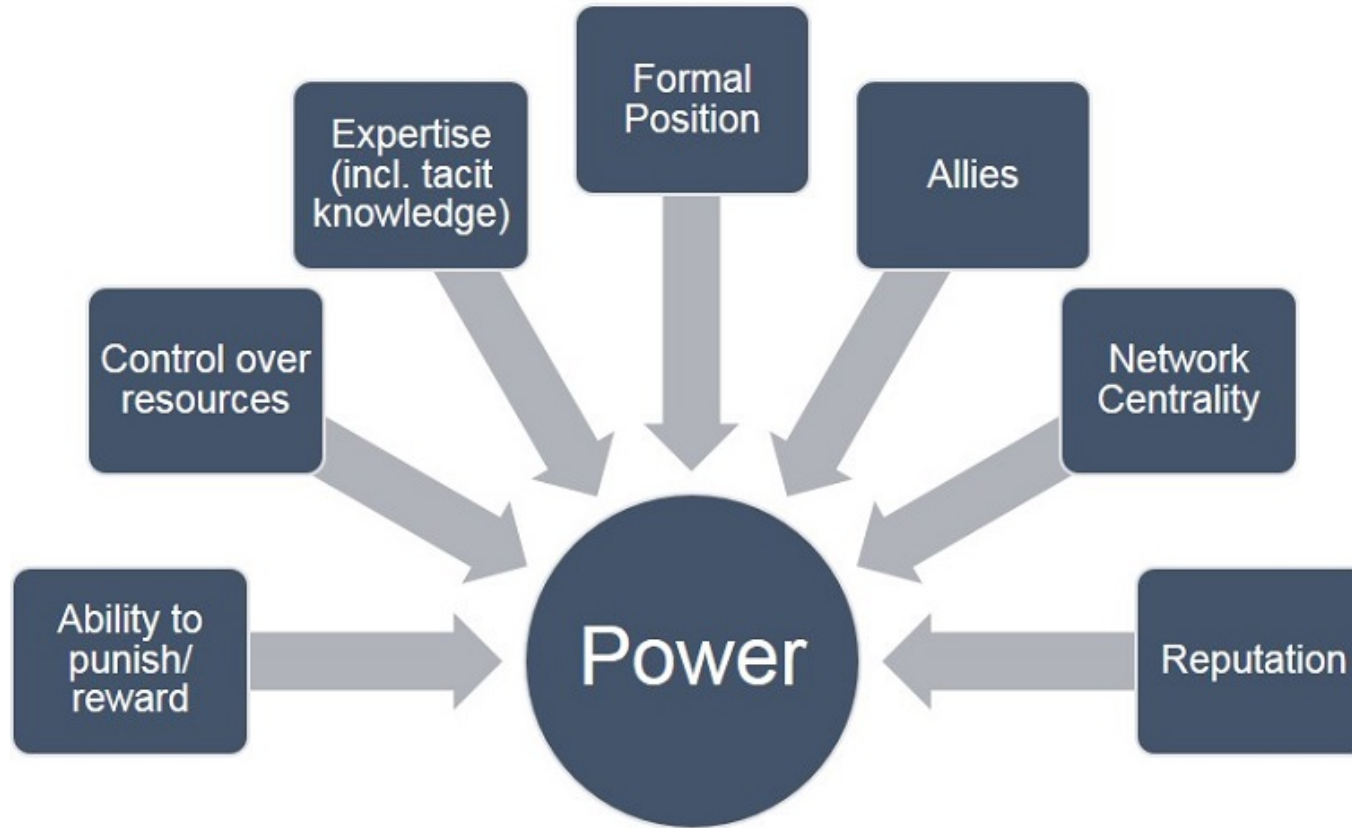 Formal
Position
Expertise
(incl. tacit
knowledge)
Allies
Control over
resources
Network
Centrality
Ability to
punish/
reward
Power
Reputation